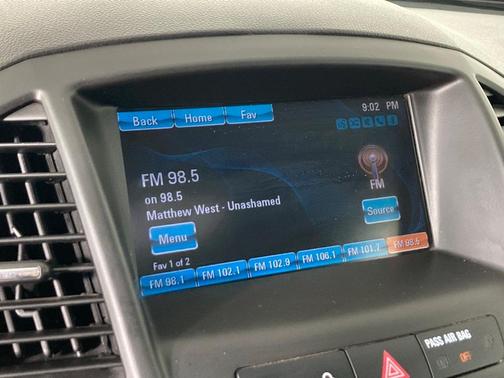 Back Home Fav 9:02 PM
FM 98.5
on 98.5
Matthew West - Unashamed
FM
Menu Source
Fav 1 of 2
FM 98.1 FM 102.1 FM 102.9 FM 106.1 FM 101.7 FM 98.5
PASS AIR BAG
OFF